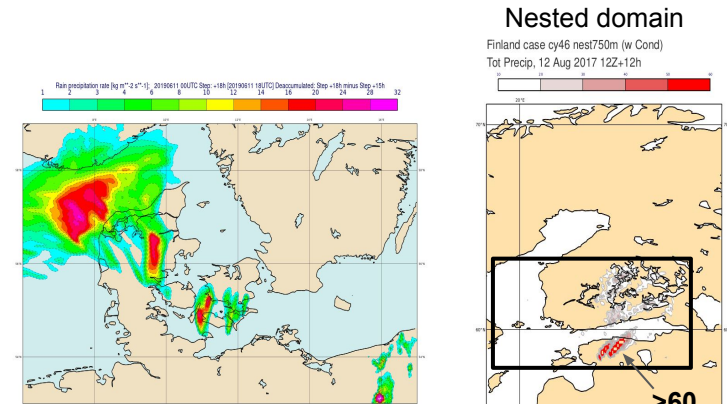 Nested domain
Finland case cy46 nest750m (w Cond)
Tot Precip, 12 Aug 2017 12Z+12h
Rain precipitation rate [kg m**-2 s**-1]; 20190611 00UTC Step: +18h [20190611 18UTC] Deaccumulated: Step +18h minus Step +15h
1 2 3 4 6 8 10 12 14 16 20 24 28 32
>60